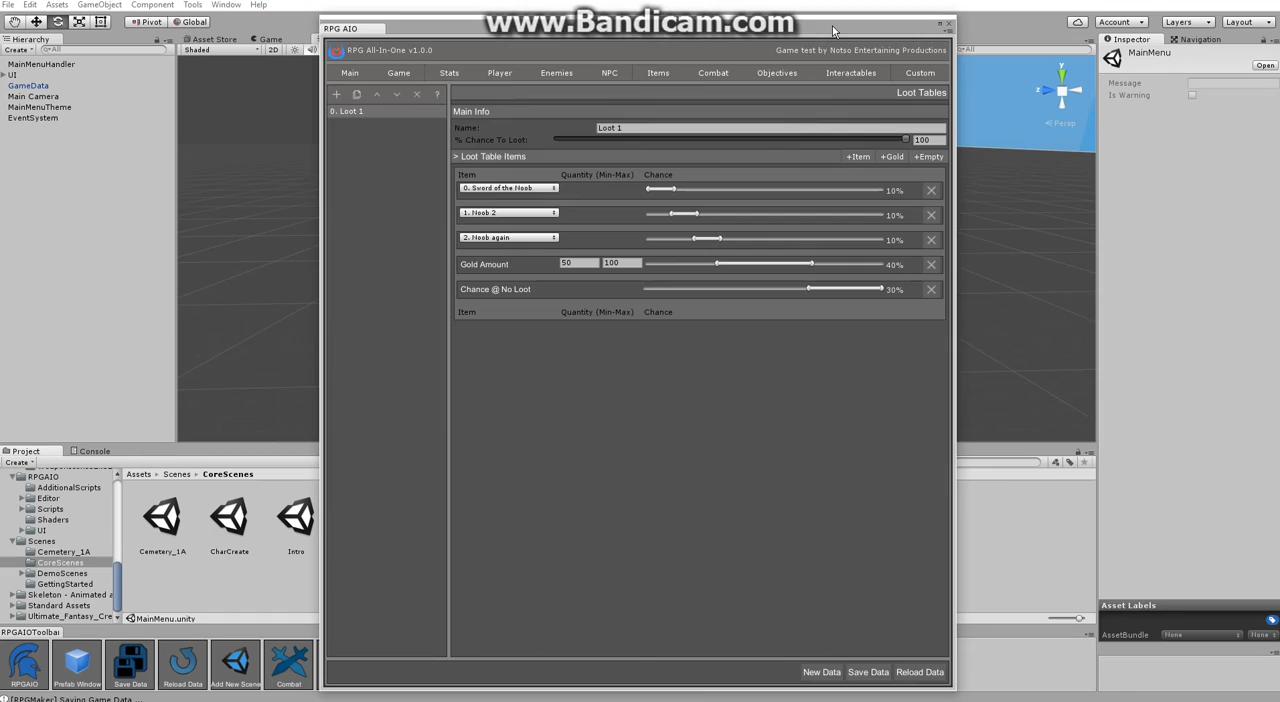 www.Bandicam.com
File Edit Assets GameObject Component Tools Window Help
Pivot Global
Account Layers Layout
Hierarchy
Create All
MainMenuHandler
UI
GameData
Main Camera
MainMenuTheme
EventSystem
Asset Store Game
Shaded 2D
RPG AIO
RPG All-In-One v1.0.0
Game test by Notso Entertaining Productions
Main Game Stats Player Enemies NPC Items Combat Objectives Interactables Custom
+ ?
0. Loot 1
Loot Tables
Main Info
Name: Loot 1
% Chance To Loot: 100
> Loot Table Items +Item +Gold +Empty
Item Quantity (Min-Max) Chance
0. Sword of the Noob 10%
1. Noob 2 10%
2. Noob again 10%
Gold Amount 50 100 40%
Chance @ No Loot 30%
Item Quantity (Min-Max) Chance
New Data Save Data Reload Data
y
z
Persp
Inspector Navigation
MainMenu
Open
Message
Is Warning
Project Console
Create
RPGAIO
AdditionalScripts
Editor
Scripts
Shaders
UI
Scenes
Cemetery_1A
CoreScenes
DemoScenes
GettingStarted
Skeleton - Animated a
Standard Assets
Ultimate_Fantasy_Cre
Assets Scenes CoreScenes
Cemetery_1A CharCreate Intro
MainMenu.unity
RPGAIOToolbar
RPGAIO Prefab Window Save Data Reload Data Add New Scene Combat
[RPGMaker] Saving Game Data ...
Asset Labels
AssetBundle None None